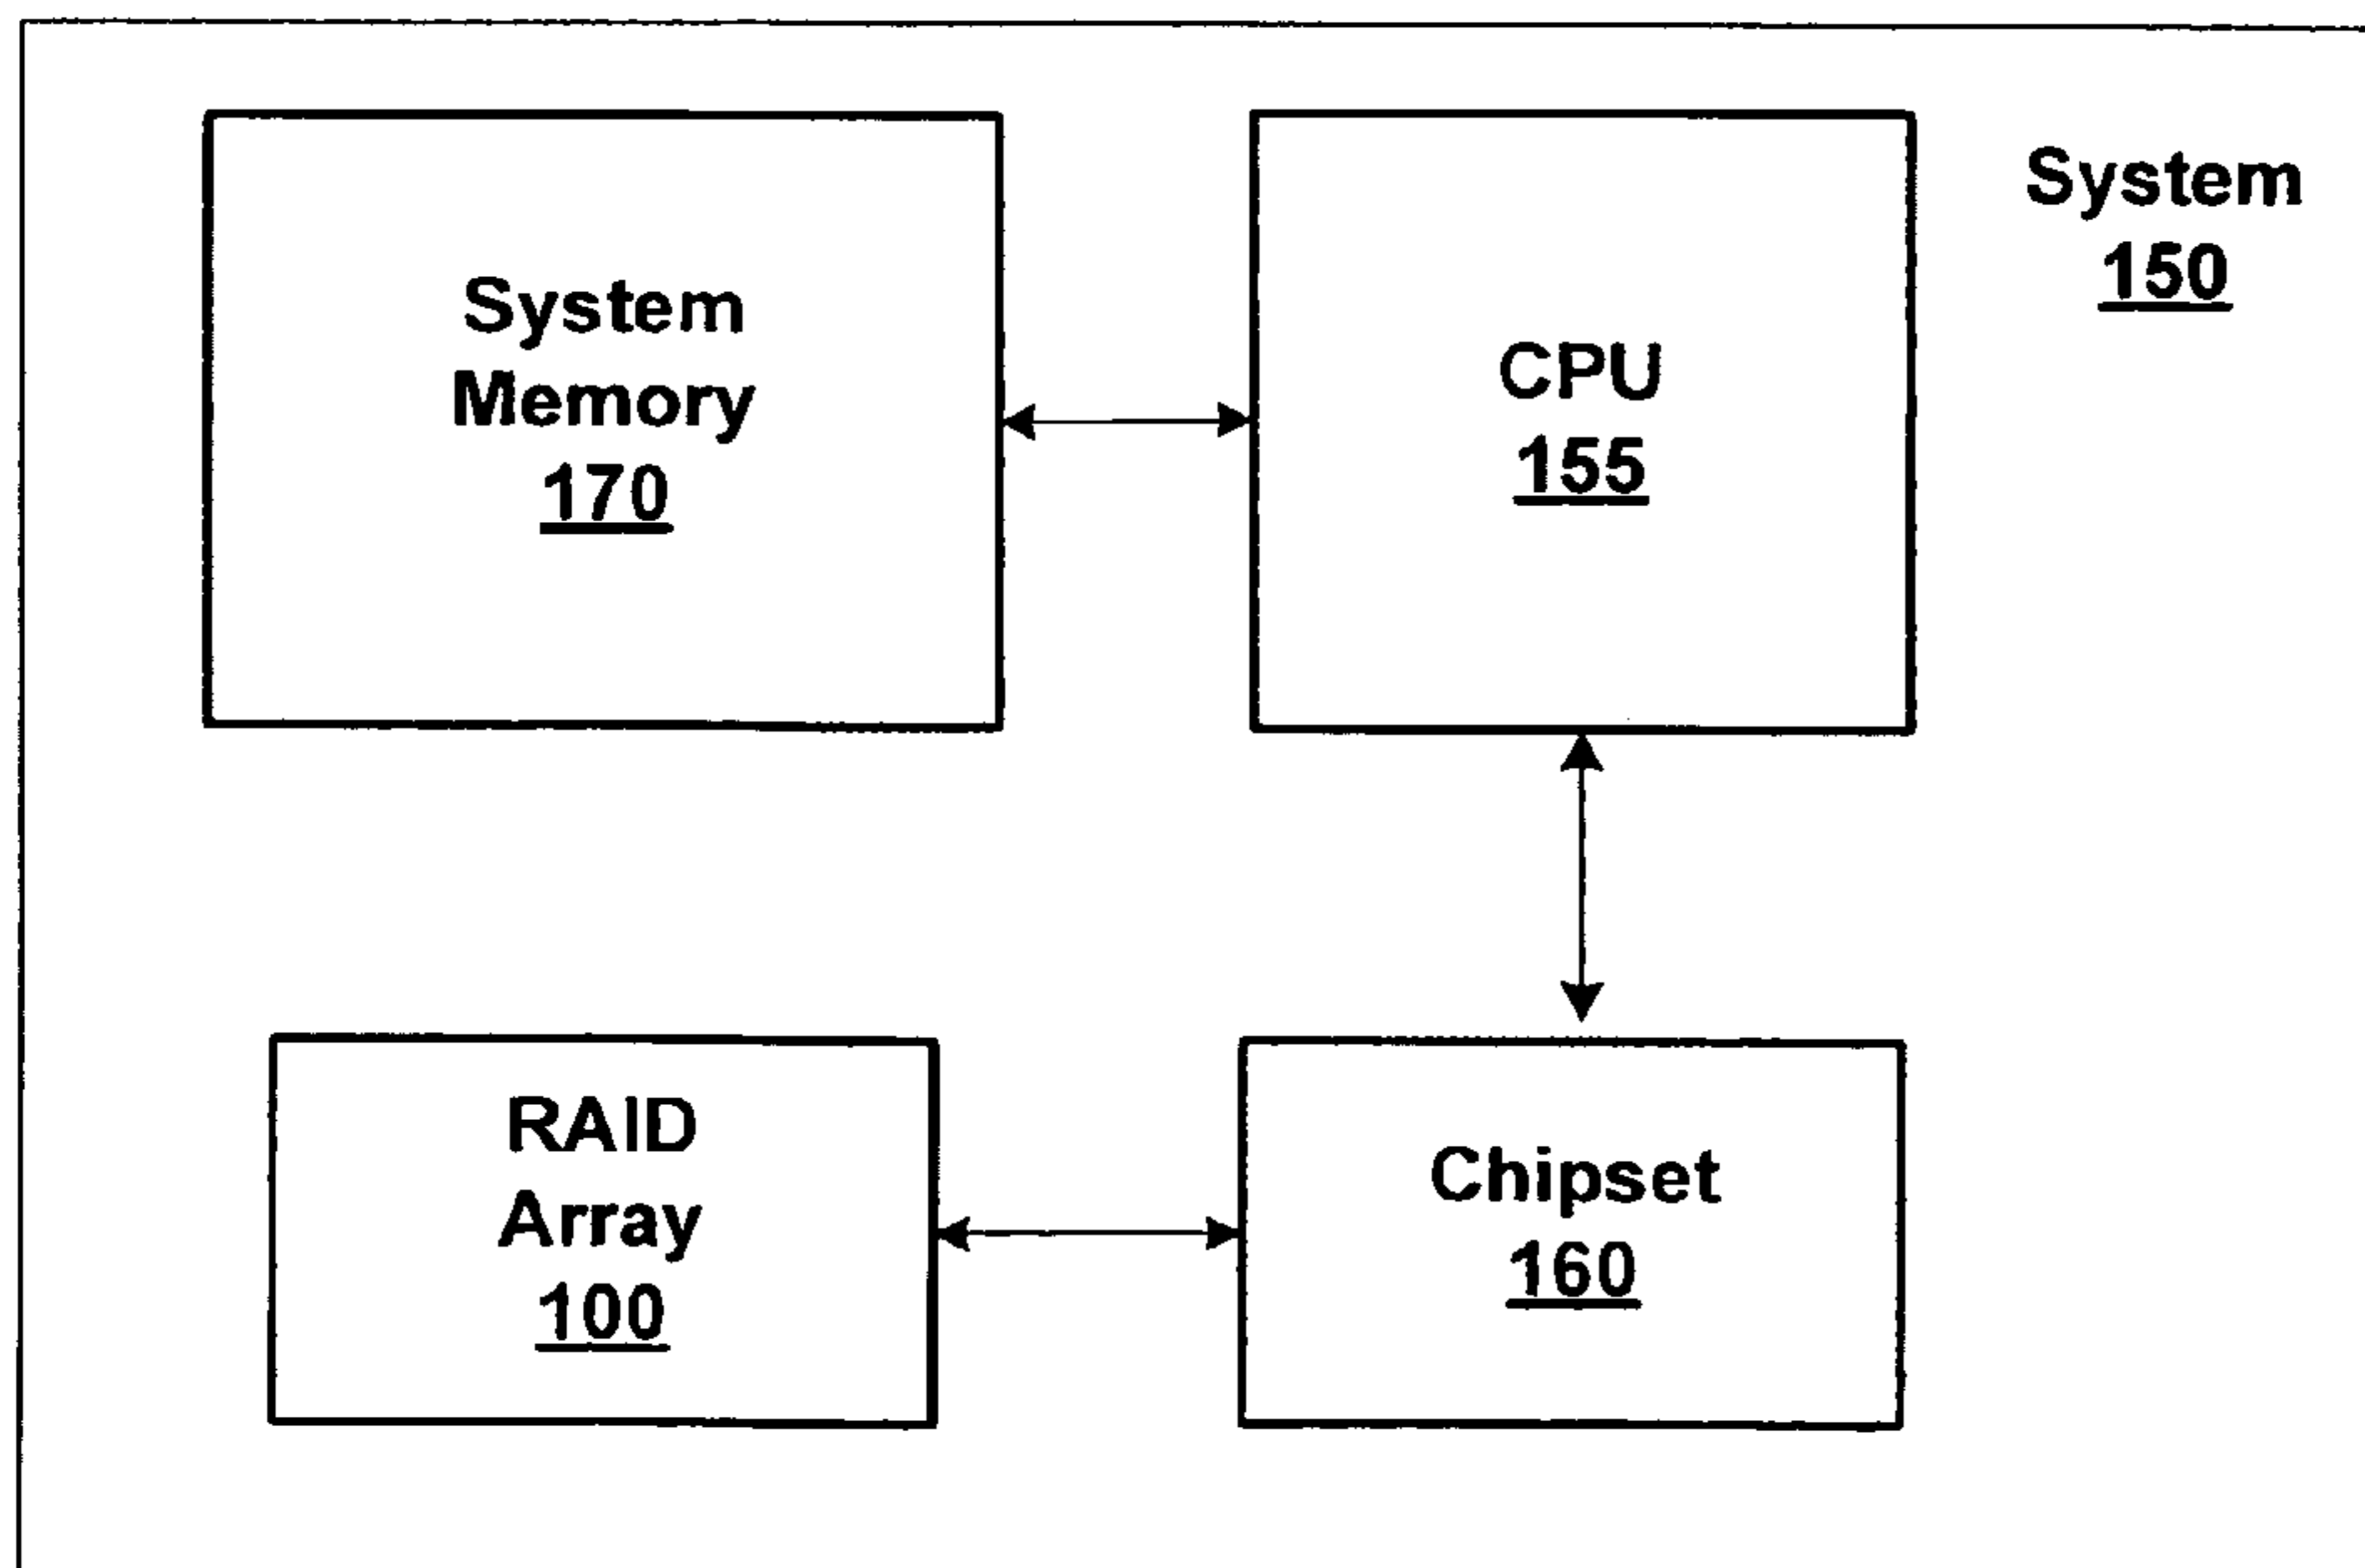 System
Memory
170
CPU
155
System
150
RAID
Array
100
Chipset
160